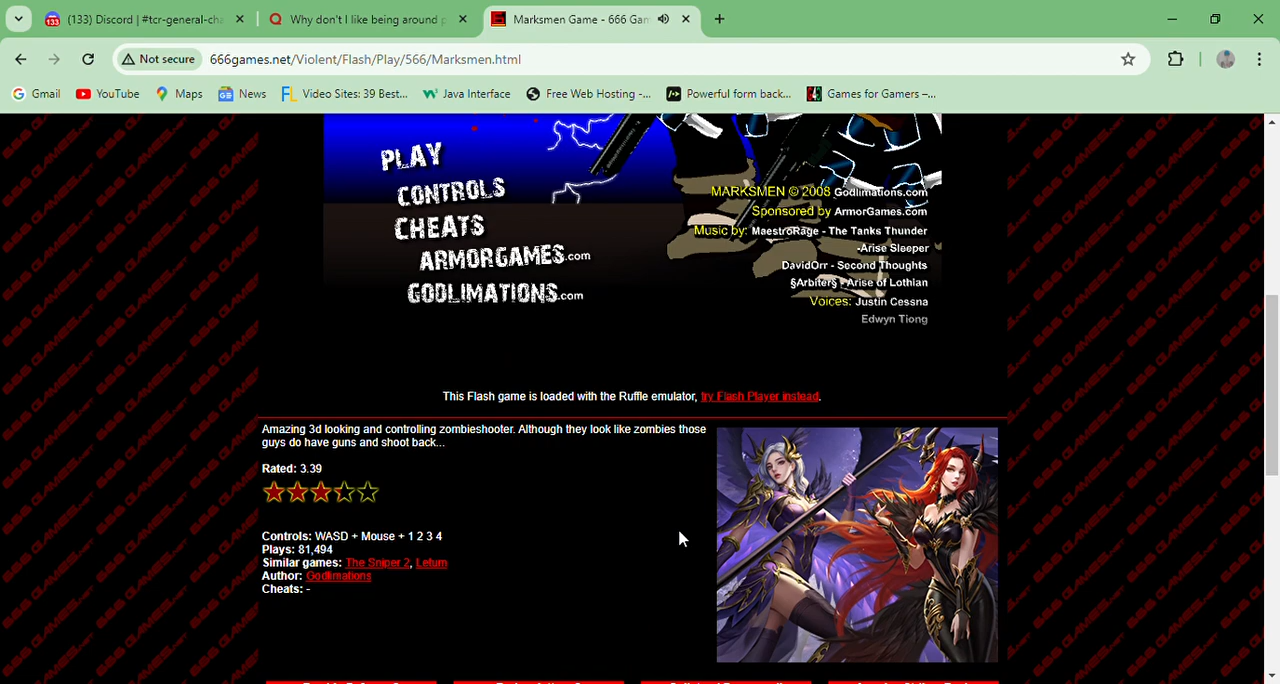 (133) Discord | #tcr-general-cha
Why don't I like being around p
Marksmen Game - 666 Gam
Not secure
666games.net/Violent/Flash/Play/566/Marksmen.html
Gmail
YouTube
Maps
News
Video Sites: 39 Best...
Java Interface
Free Web Hosting -...
Powerful form back...
Games for Gamers –...
PLAY
CONTROLS
CHEATS
ARMORGAMES.com
GODLIMATIONS.com
MARKSMEN © 2008 Godlimations.com
Sponsored by ArmorGames.com
Music by: MaestroRage - The Tanks Thunder
-Arise Sleeper
DavidOrr - Second Thoughts
§Arbiter§ - Arise of Lothian
Voices: Justin Cessna
Edwyn Tiong
This Flash game is loaded with the Ruffle emulator, try Flash Player instead.
Amazing 3d looking and controlling zombieshooter. Although they look like zombies those
guys do have guns and shoot back...
Rated: 3.39
Controls: WASD + Mouse + 1 2 3 4
Plays: 81,494
Similar games: The Sniper 2, Letum
Author: Godlimations
Cheats: -